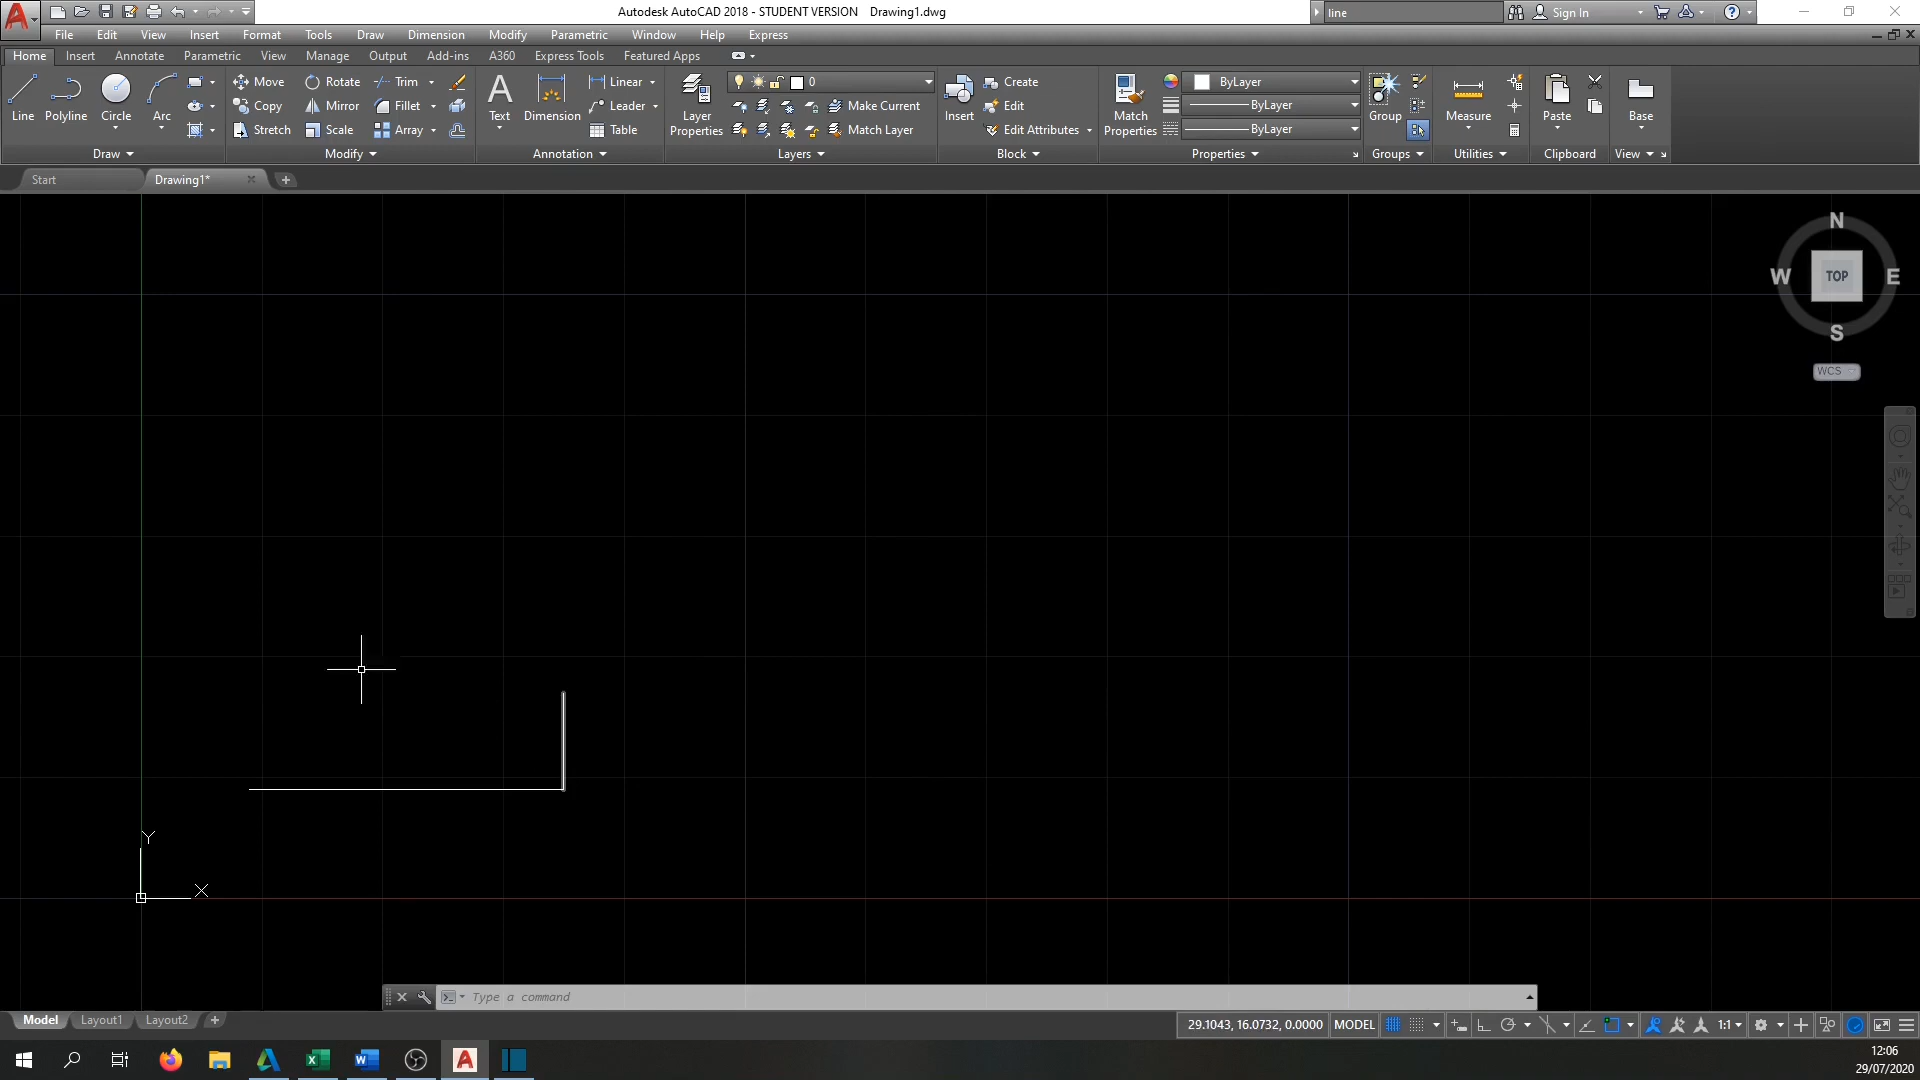 Autodesk AutoCAD 2018 - STUDENT VERSION Drawing1.dwg
line
Sign In
File Edit View Insert Format Tools Draw Dimension Modify Parametric Window Help Express
Home Insert Annotate Parametric View Manage Output Add-ins A360 Express Tools Featured Apps
Line Polyline Circle Arc
Move Rotate Trim
Copy Mirror Fillet
Stretch Scale Array
Text Dimension
Linear
Leader
Table
Layer Properties
0
Make Current
Match Layer
Insert
Create
Edit
Edit Attributes
Match Properties
ByLayer
ByLayer
ByLayer
Group
Measure
Paste
Base
Draw Modify Annotation Layers Block Properties Groups Utilities Clipboard View
Start Drawing1*
N
W TOP E
S
WCS
Y
X
Type a command
Model Layout1 Layout2
29.1043, 16.0732, 0.0000 MODEL 1:1
12:06
29/07/2020